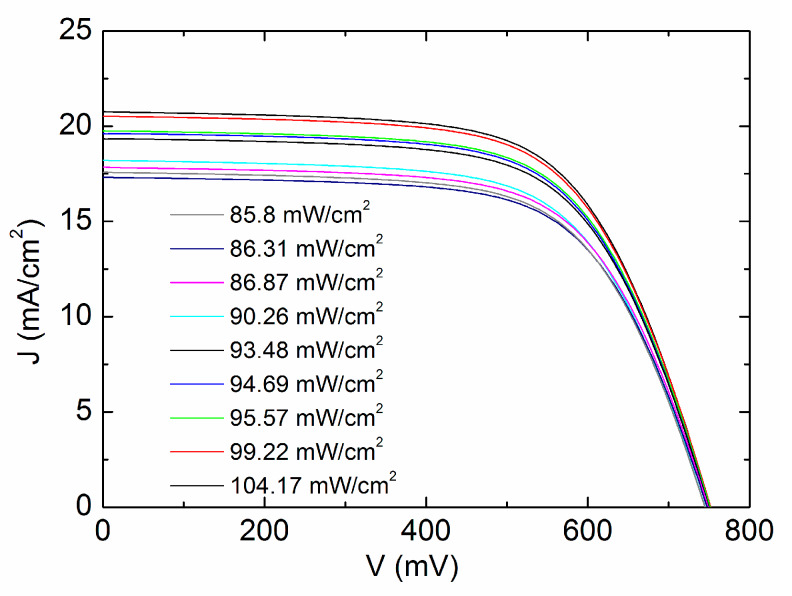 25
20
15
10
5
0
J (mA/cm²)
85.8 mW/cm²
86.31 mW/cm²
86.87 mW/cm²
90.26 mW/cm²
93.48 mW/cm²
94.69 mW/cm²
95.57 mW/cm²
99.22 mW/cm²
104.17 mW/cm²
0 200 400 600 800
V (mV)